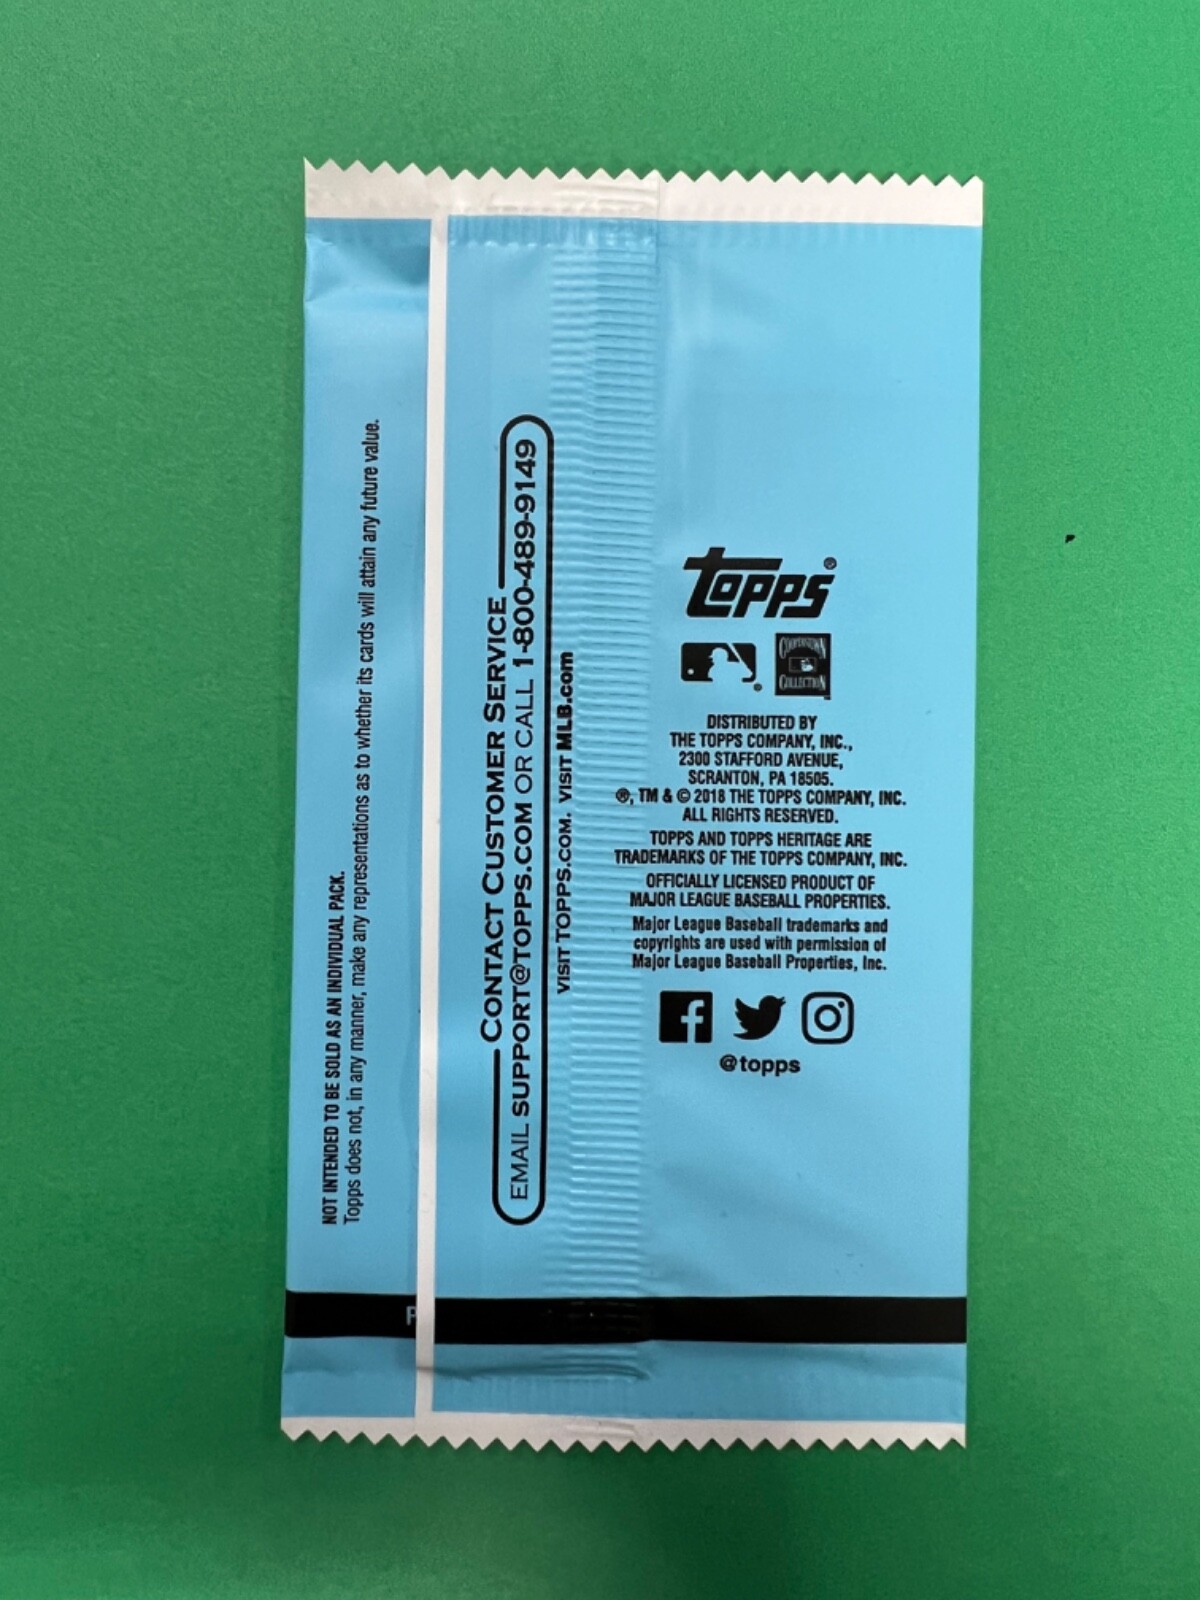 NOT INTENDED TO BE SOLD AS AN INDIVIDUAL PACK.
Topps does not, in any manner, make any representations as to whether its cards will attain any future value.
CONTACT CUSTOMER SERVICE
EMAIL SUPPORT@TOPPS.COM OR CALL 1-800-489-9149
VISIT TOPPS.COM. VISIT MLB.com
topps®
®
COOPERSTOWN
COLLECTION
DISTRIBUTED BY
THE TOPPS COMPANY, INC.,
2300 STAFFORD AVENUE,
SCRANTON, PA 18505.
®, TM & © 2018 THE TOPPS COMPANY, INC.
ALL RIGHTS RESERVED.
TOPPS AND TOPPS HERITAGE ARE
TRADEMARKS OF THE TOPPS COMPANY, INC.
OFFICIALLY LICENSED PRODUCT OF
MAJOR LEAGUE BASEBALL PROPERTIES.
Major League Baseball trademarks and
copyrights are used with permission of
Major League Baseball Properties, Inc.
@topps